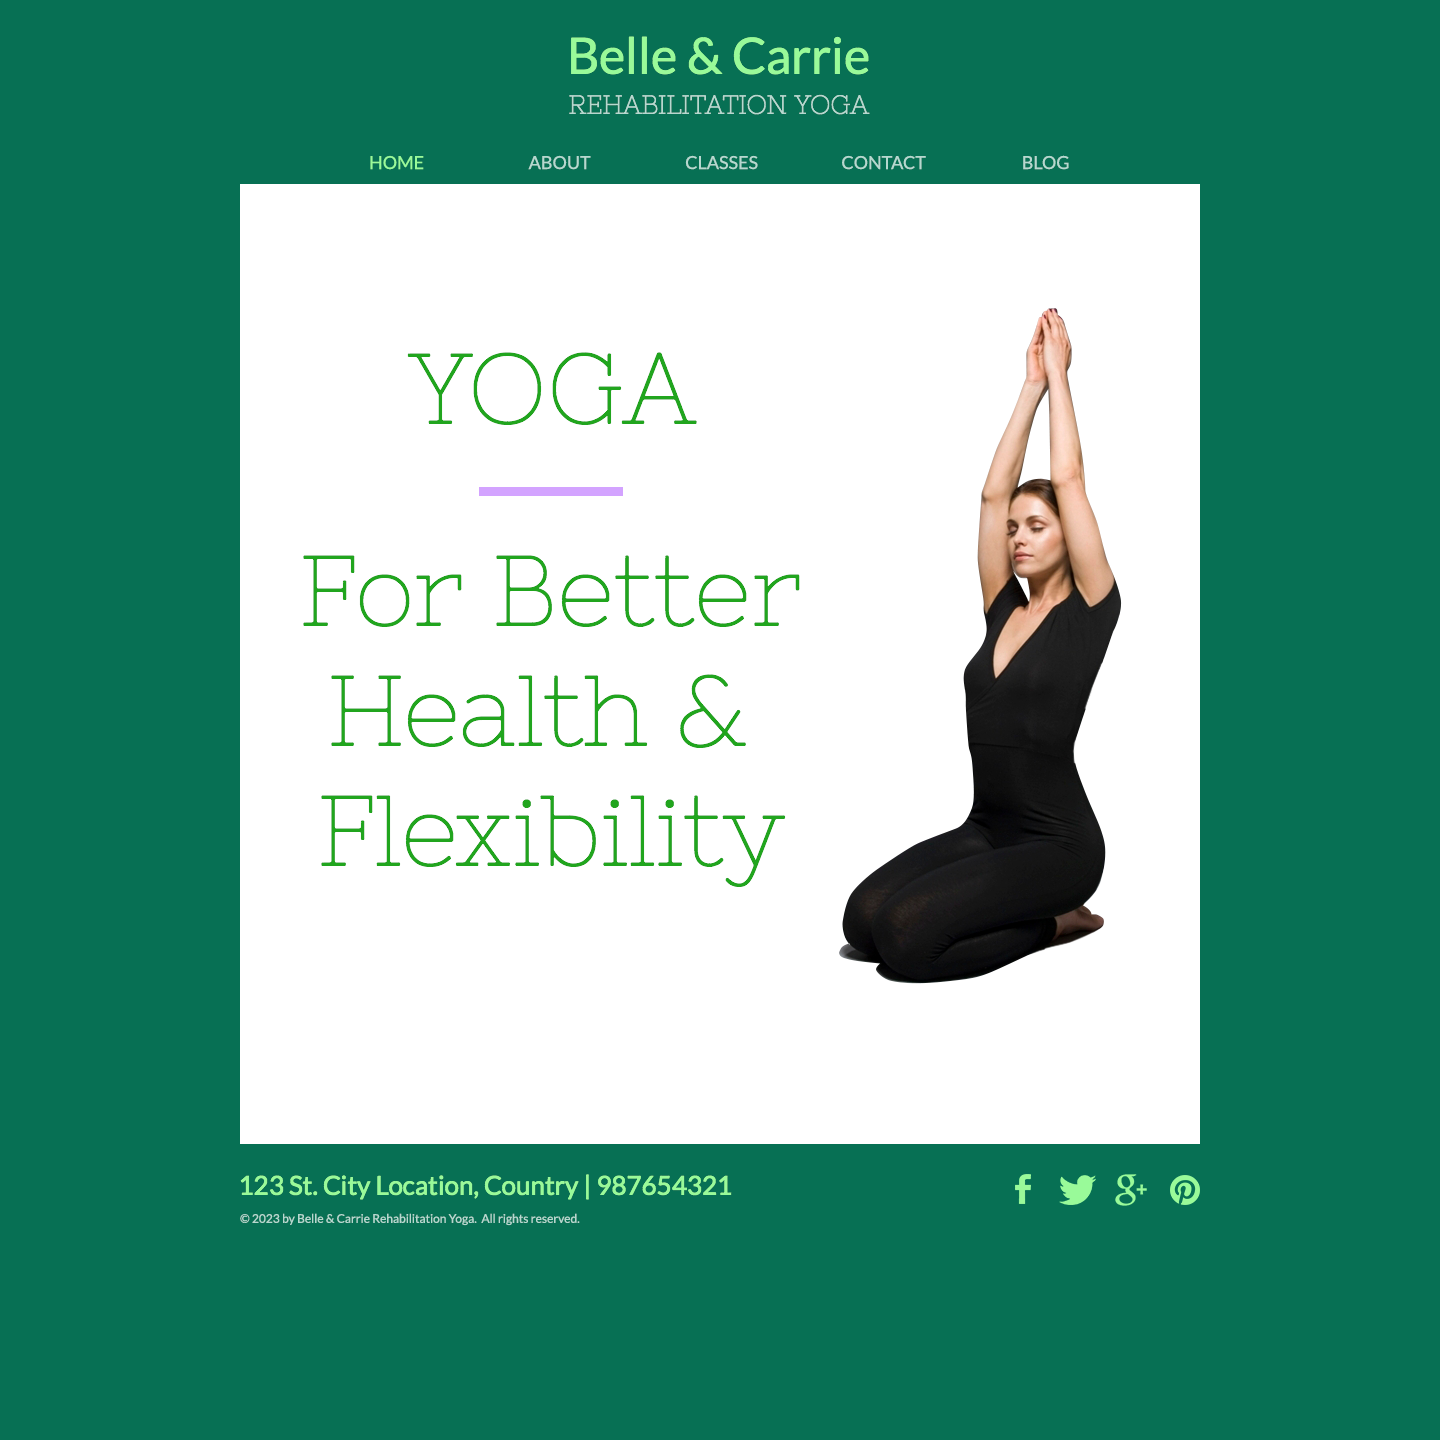 Belle & Carrie
REHABILITATION YOGA
HOME ABOUT CLASSES CONTACT BLOG
YOGA
For Better
Health &
Flexibility
123 St. City Location, Country | 987654321
© 2023 by Belle & Carrie Rehabilitation Yoga.  All rights reserved.